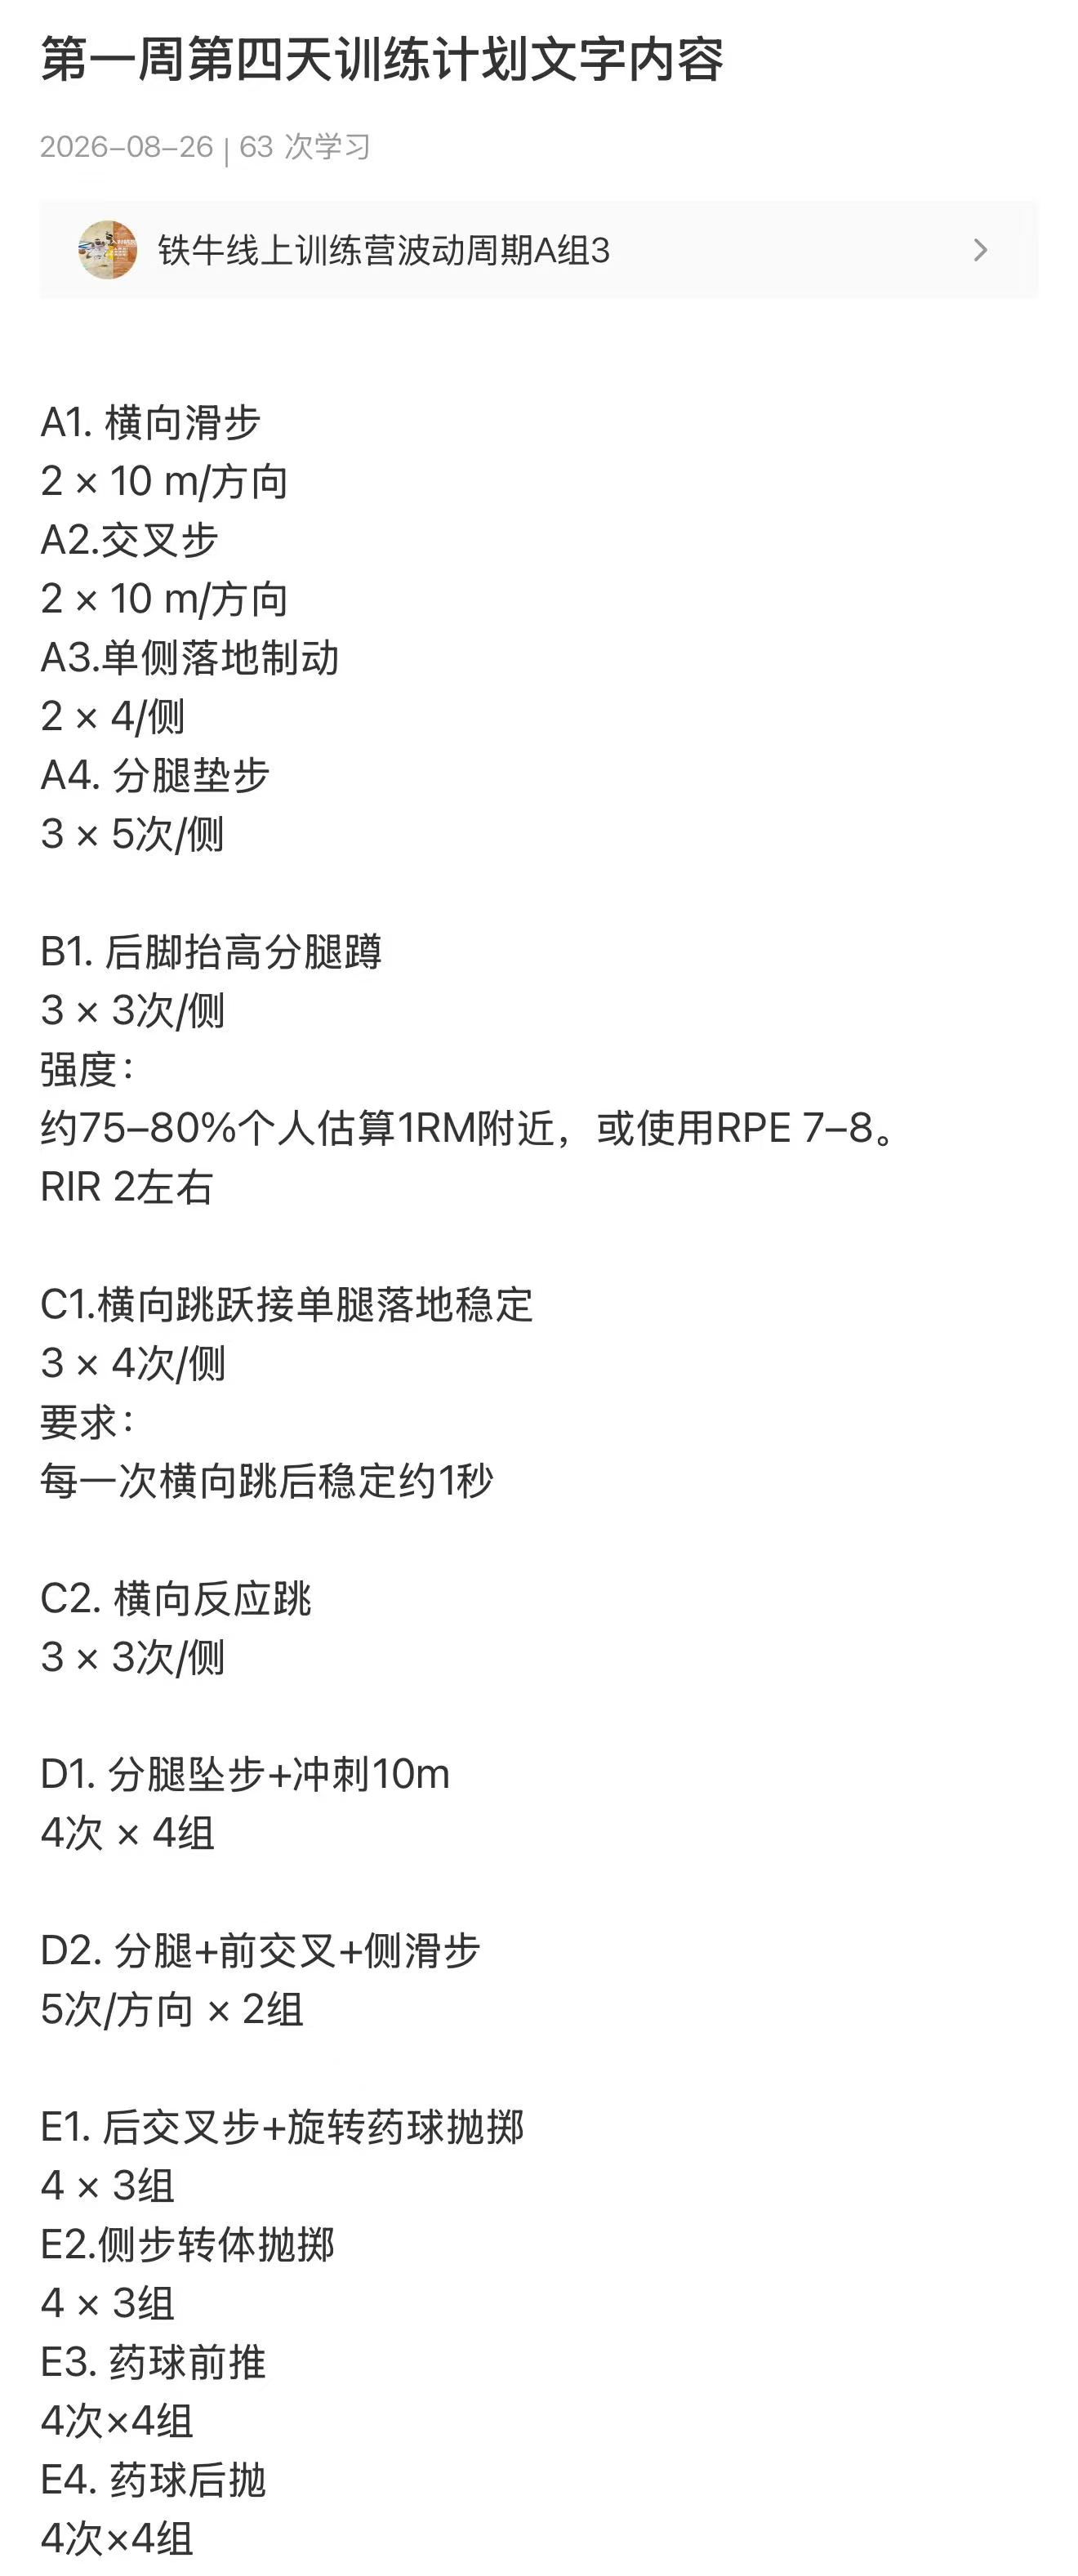 第一周第四天训练计划文字内容
2026-08-26 | 63 次学习
铁牛线上训练营波动周期A组3
A1. 横向滑步
2 × 10 m/方向
A2.交叉步
2 × 10 m/方向
A3.单侧落地制动
2 × 4/侧
A4. 分腿垫步
3 × 5次/侧
B1. 后脚抬高分腿蹲
3 × 3次/侧
强度：
约75–80%个人估算1RM附近，或使用RPE 7–8。
RIR 2左右
C1.横向跳跃接单腿落地稳定
3 × 4次/侧
要求：
每一次横向跳后稳定约1秒
C2. 横向反应跳
3 × 3次/侧
D1. 分腿坠步+冲刺10m
4次 × 4组
D2. 分腿+前交叉+侧滑步
5次/方向 × 2组
E1. 后交叉步+旋转药球抛掷
4 × 3组
E2.侧步转体抛掷
4 × 3组
E3. 药球前推
4次×4组
E4. 药球后抛
4次×4组